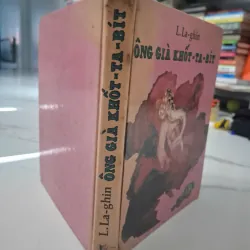 L. La-ghin
ÔNG GIÀ KHỐT-TA-BÍT
L. La-ghin ÔNG GIÀ KHỐT-TA-BÍT